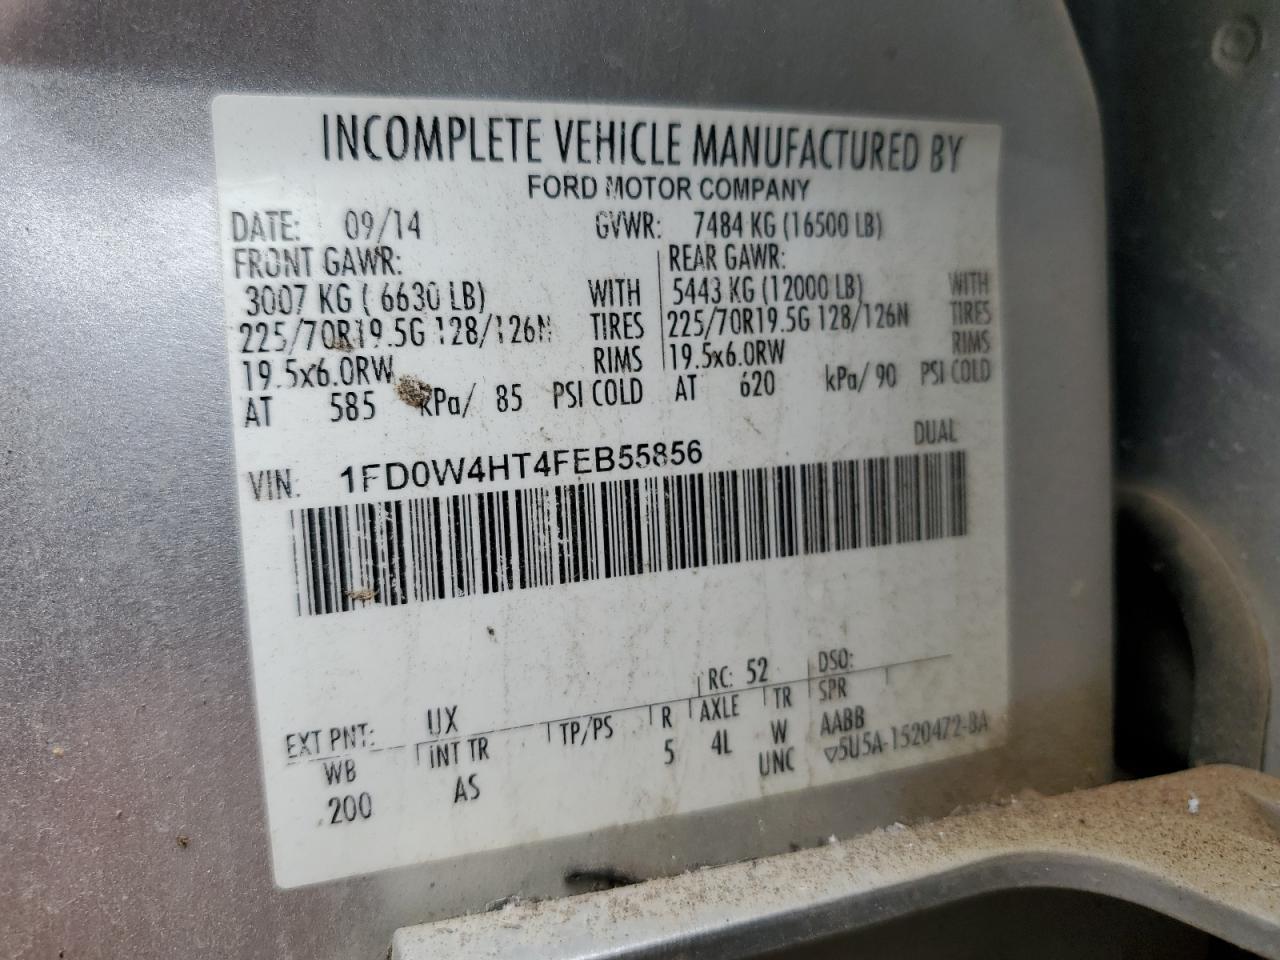 INCOMPLETE VEHICLE MANUFACTURED BY
FORD MOTOR COMPANY
DATE: 09/14 GVWR: 7484 KG (16500 LB)
FRONT GAWR: REAR GAWR:
3007 KG ( 6630 LB) WITH 5443 KG (12000 LB) WITH
225/70R19.5G 128/126N TIRES 225/70R19.5G 128/126N TIRES
19.5x6.0RW RIMS 19.5x6.0RW RIMS
AT 585 kPa/ 85 PSI COLD AT 620 kPa/ 90 PSI COLD
DUAL
VIN: 1FD0W4HT4FEB55856
EXT PNT: UX RC: 52 DSO:
WB INT TR TP/PS R AXLE TR SPR
200 AS 5 4L W AABB
UNC ▽5U5A-1520472-BA